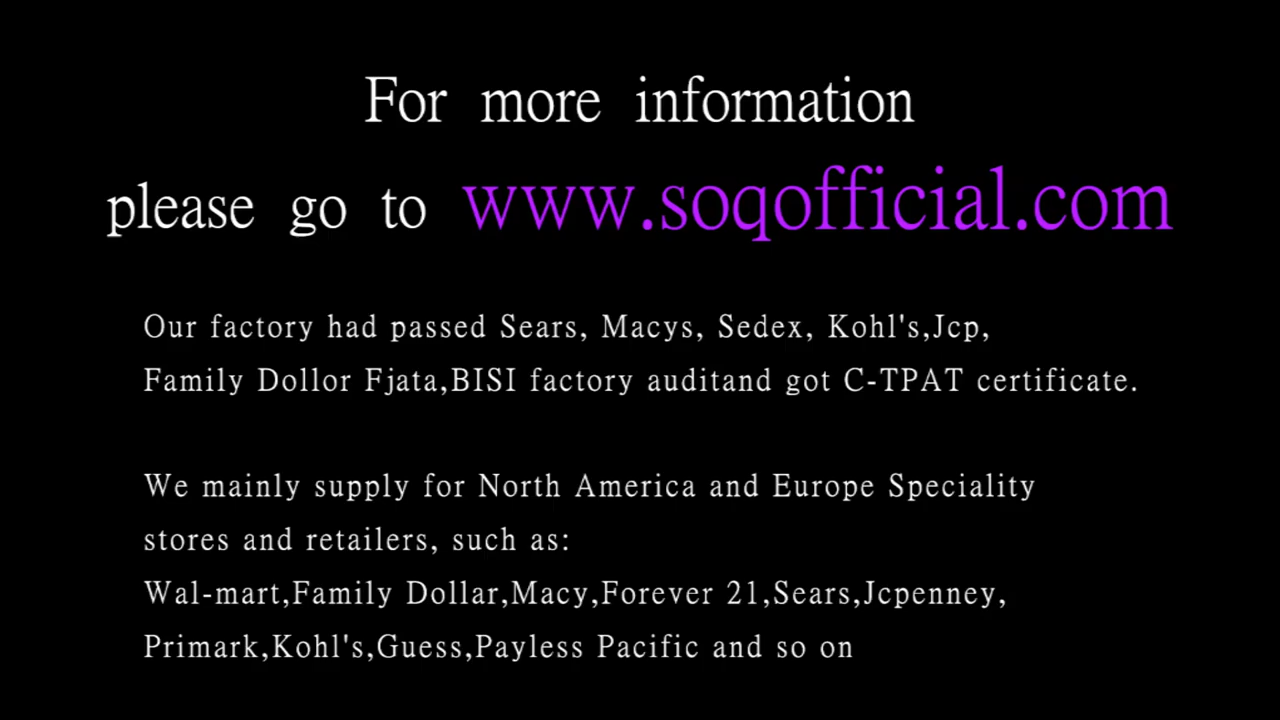 For more information
please go to www.soqofficial.com
Our factory had passed Sears, Macys, Sedex, Kohl's,Jcp,
Family Dollor Fjata,BISI factory auditand got C-TPAT certificate.
We mainly supply for North America and Europe Speciality
stores and retailers, such as:
Wal-mart,Family Dollar,Macy,Forever 21,Sears,Jcpenney,
Primark,Kohl's,Guess,Payless Pacific and so on